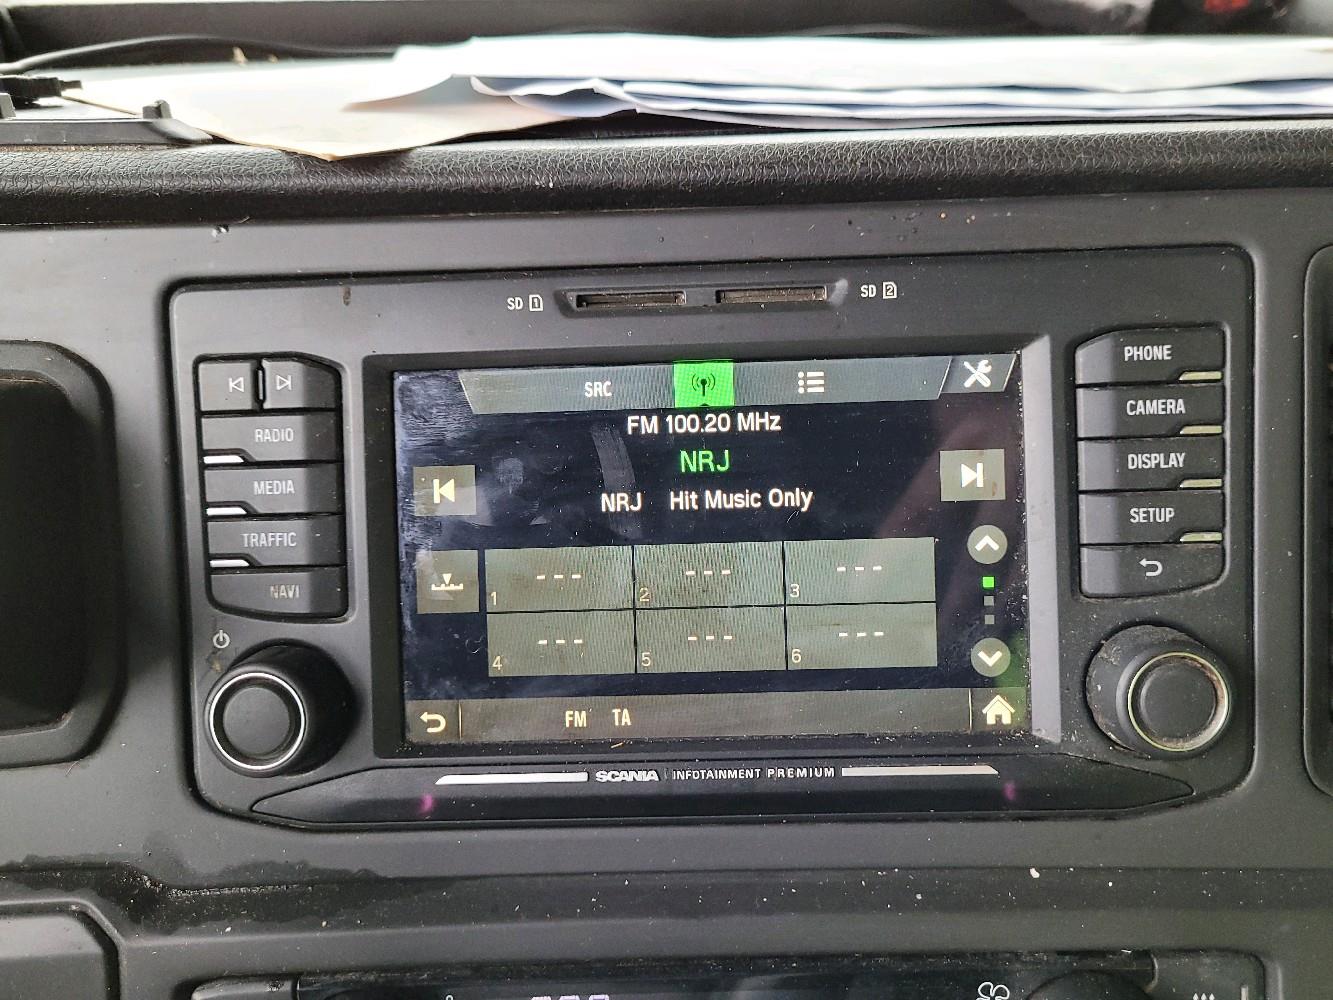 SD 1
SD 2
RADIO
MEDIA
TRAFFIC
NAVI
SRC
FM 100.20 MHz
NRJ
NRJ Hit Music Only
--- --- ---
1 2 3
--- --- ---
4 5 6
FM TA
PHONE
CAMERA
DISPLAY
SETUP
SCANIA INFOTAINMENT PREMIUM